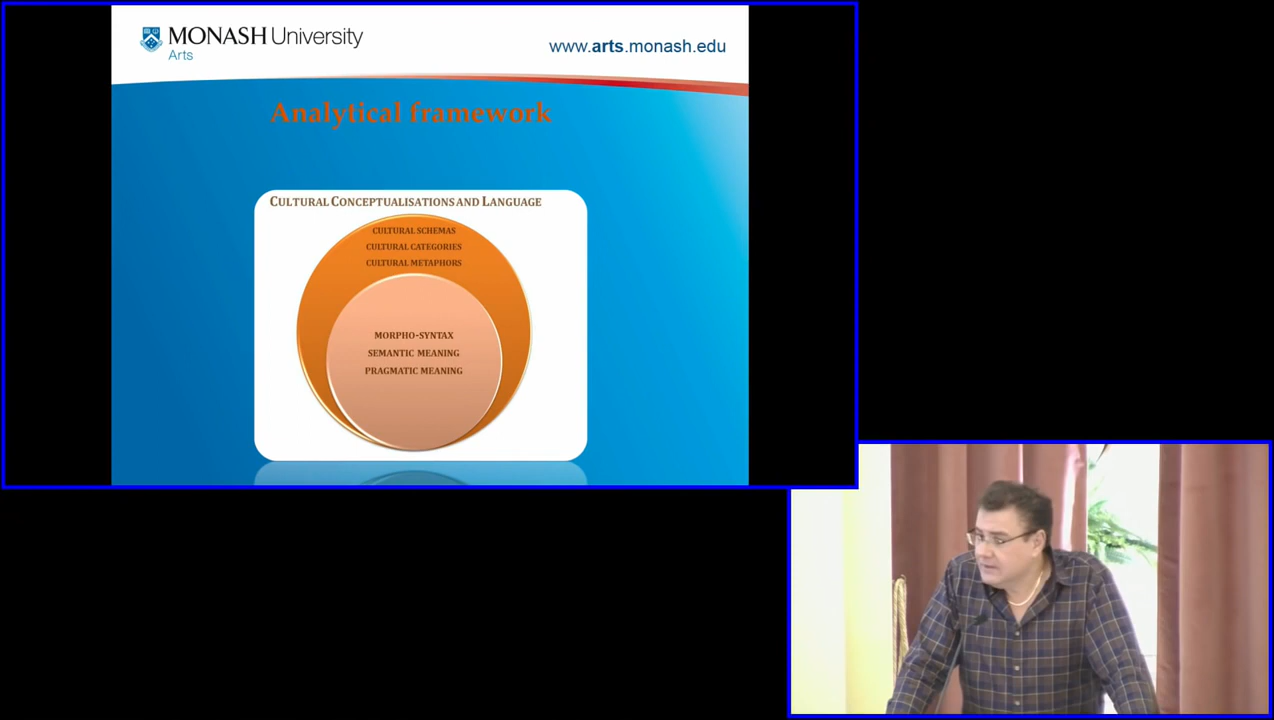 MONASH University
Arts
www.arts.monash.edu
Analytical framework
CULTURAL CONCEPTUALISATIONS AND LANGUAGE
CULTURAL SCHEMAS
CULTURAL CATEGORIES
CULTURAL METAPHORS
MORPHO-SYNTAX
SEMANTIC MEANING
PRAGMATIC MEANING